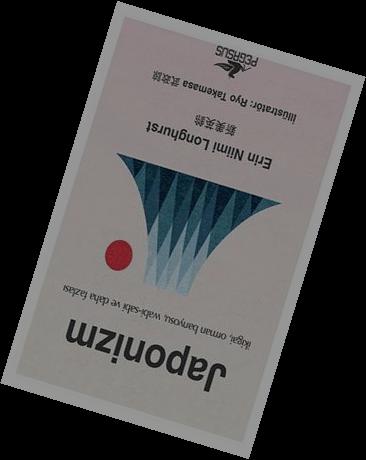 Japonizm
ikigai, orman banyosu, wabi-sabi ve daha fazlası
Erin Niimi Longhurst
新美英鈴
İllüstratör: Ryo Takemasa 武政諒
PEGASUS